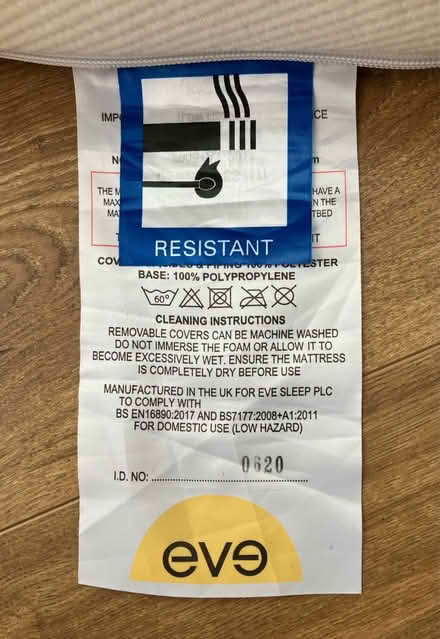 RESISTANT
BASE: 100% POLYPROPYLENE
60°
CLEANING INSTRUCTIONS
REMOVABLE COVERS CAN BE MACHINE WASHED
DO NOT IMMERSE THE FOAM OR ALLOW IT TO
BECOME EXCESSIVELY WET. ENSURE THE MATTRESS
IS COMPLETELY DRY BEFORE USE
MANUFACTURED IN THE UK FOR EVE SLEEP PLC
TO COMPLY WITH
BS EN16890:2017 AND BS7177:2008+A1:2011
FOR DOMESTIC USE (LOW HAZARD)
I.D. NO: 0620
eve